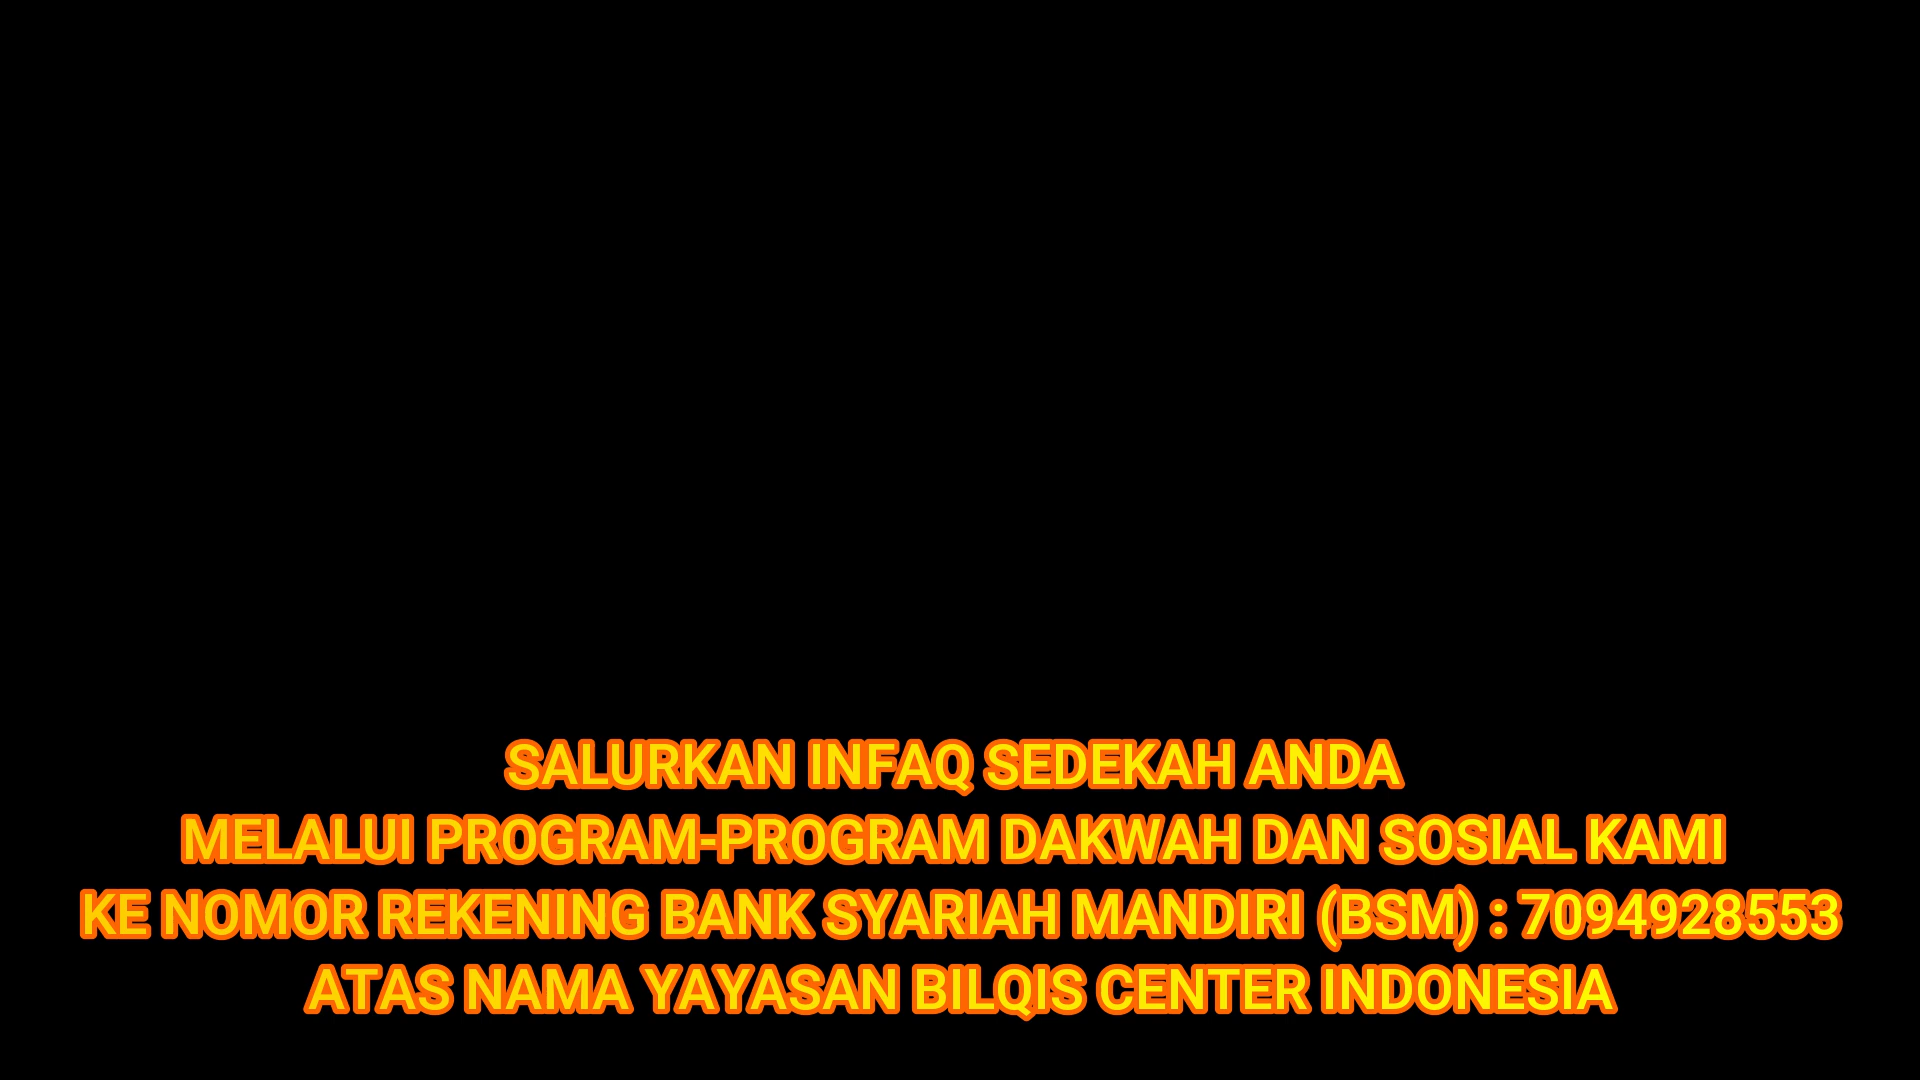 SALURKAN INFAQ SEDEKAH ANDA
MELALUI PROGRAM-PROGRAM DAKWAH DAN SOSIAL KAMI
KE NOMOR REKENING BANK SYARIAH MANDIRI (BSM) : 7094928553
ATAS NAMA YAYASAN BILQIS CENTER INDONESIA